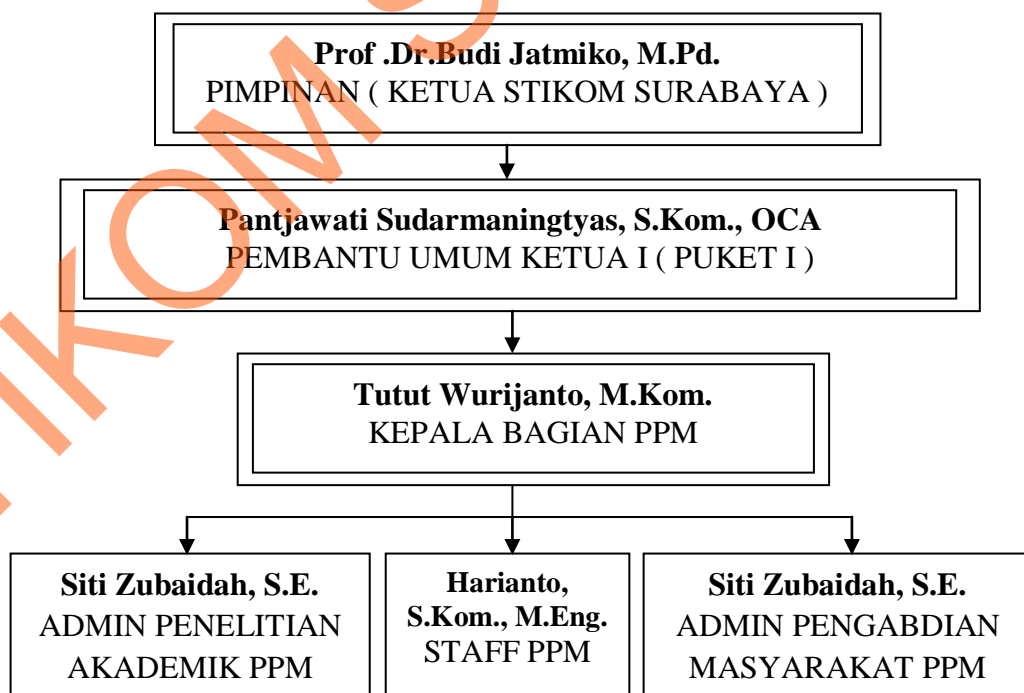 Prof .Dr.Budi Jatmiko, M.Pd.
PIMPINAN ( KETUA STIKOM SURABAYA )
Pantjawati Sudarmaningtyas, S.Kom., OCA
PEMBANTU UMUM KETUA I ( PUKET I )
Tutut Wurijanto, M.Kom.
KEPALA BAGIAN PPM
Siti Zubaidah, S.E.
ADMIN PENELITIAN
AKADEMIK PPM
Harianto,
S.Kom., M.Eng.
STAFF PPM
Siti Zubaidah, S.E.
ADMIN PENGABDIAN
MASYARAKAT PPM